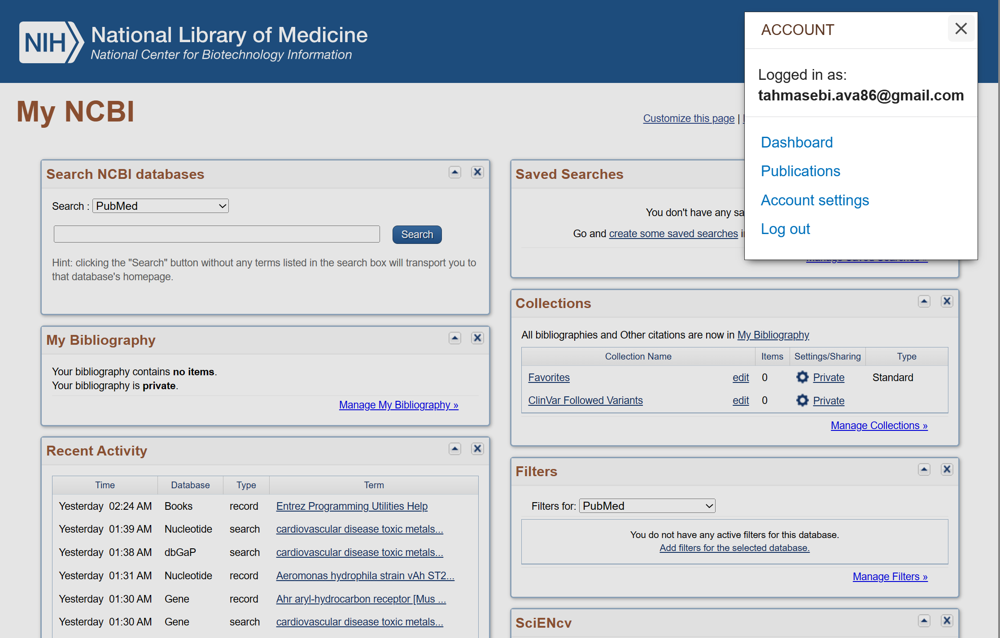 NIH National Library of Medicine
National Center for Biotechnology Information
ACCOUNT
Logged in as:
tahmasebi.ava86@gmail.com
Dashboard
Publications
Account settings
Log out
My NCBI
Customize this page |
Search NCBI databases
Search : PubMed
Search
Hint: clicking the "Search" button without any terms listed in the search box will transport you to
that database's homepage.
My Bibliography
Your bibliography contains no items.
Your bibliography is private.
Manage My Bibliography »
Recent Activity
Time Database Type Term
Yesterday 02:24 AM Books record Entrez Programming Utilities Help
Yesterday 01:39 AM Nucleotide search cardiovascular disease toxic metals...
Yesterday 01:38 AM dbGaP search cardiovascular disease toxic metals...
Yesterday 01:31 AM Nucleotide record Aeromonas hydrophila strain vAh ST2...
Yesterday 01:30 AM Gene record Ahr aryl-hydrocarbon receptor [Mus ...
Yesterday 01:30 AM Gene search cardiovascular disease toxic metals...
Saved Searches
You don't have any
Go and create some saved searches
Manage Saved Searches »
Collections
All bibliographies and Other citations are now in My Bibliography
Collection Name Items Settings/Sharing Type
Favorites edit 0 Private Standard
ClinVar Followed Variants edit 0 Private
Manage Collections »
Filters
Filters for: PubMed
You do not have any active filters for this database.
Add filters for the selected database.
Manage Filters »
SciENcv